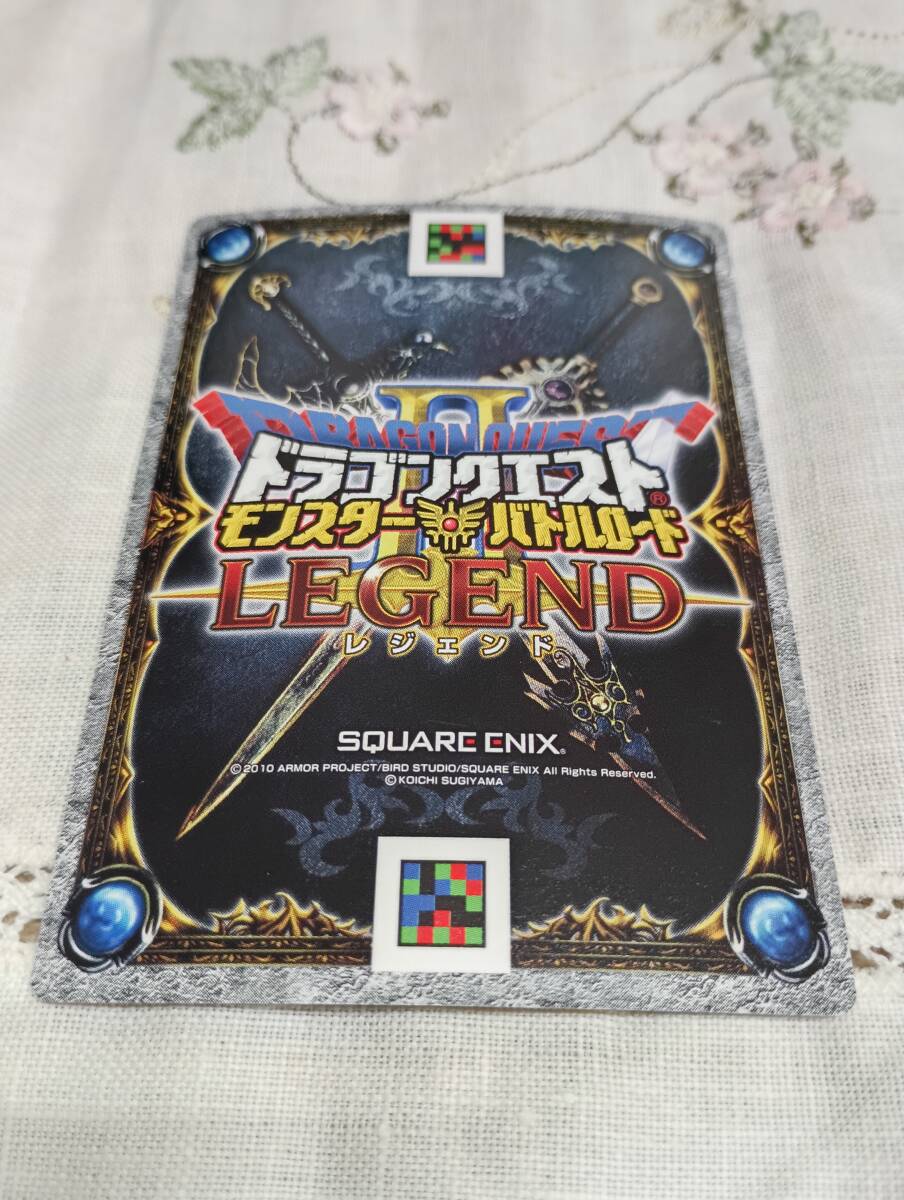 DRAGON QUEST
II
ドラゴンクエスト®
モンスター バトルロード
II
LEGEND
レジェンド
SQUARE ENIX®
©2010 ARMOR PROJECT/BIRD STUDIO/SQUARE ENIX All Rights Reserved.
©KOICHI SUGIYAMA